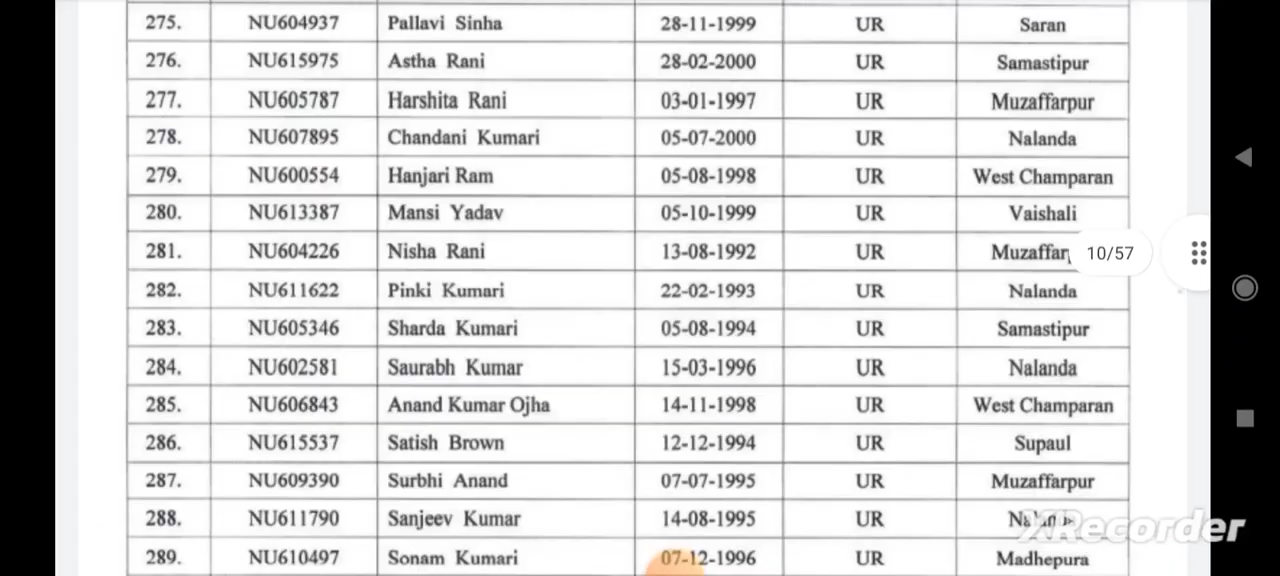 275. NU604937 Pallavi Sinha 28-11-1999 UR Saran
276. NU615975 Astha Rani 28-02-2000 UR Samastipur
277. NU605787 Harshita Rani 03-01-1997 UR Muzaffarpur
278. NU607895 Chandani Kumari 05-07-2000 UR Nalanda
279. NU600554 Hanjari Ram 05-08-1998 UR West Champaran
280. NU613387 Mansi Yadav 05-10-1999 UR Vaishali
281. NU604226 Nisha Rani 13-08-1992 UR 10/57
282. NU611622 Pinki Kumari 22-02-1993 UR Nalanda
283. NU605346 Sharda Kumari 05-08-1994 UR Samastipur
284. NU602581 Saurabh Kumar 15-03-1996 UR Nalanda
285. NU606843 Anand Kumar Ojha 14-11-1998 UR West Champaran
286. NU615537 Satish Brown 12-12-1994 UR Supaul
287. NU609390 Surbhi Anand 07-07-1995 UR Muzaffarpur
288. NU611790 Sanjeev Kumar 14-08-1995 UR XRecorder
289. NU610497 Sonam Kumari 07-12-1996 UR Madhepura